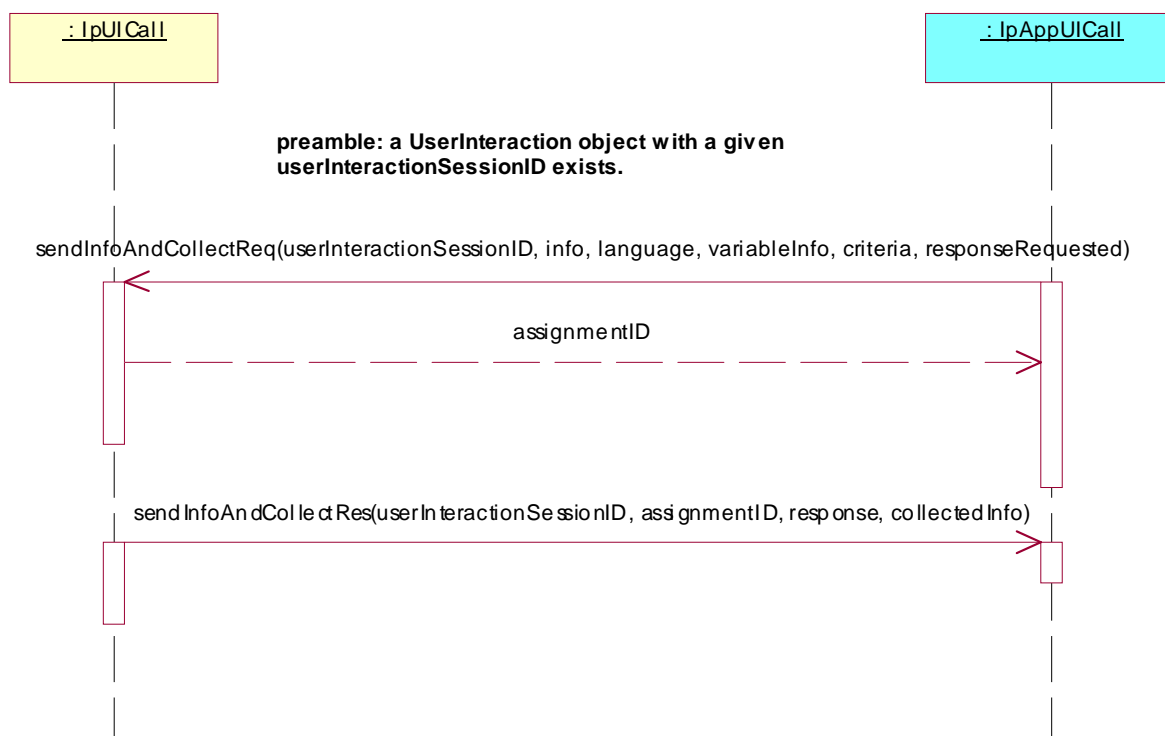 : IpUICall
: IpAppUICall
preamble: a UserInteraction object with a given
userInteractionSessionID exists.
sendInfoAndCollectReq(userInteractionSessionID, info, language, variableInfo, criteria, responseRequested)
assignmentID
sendInfoAndCollectRes(userInteractionSessionID, assignmentID, response, collectedInfo)